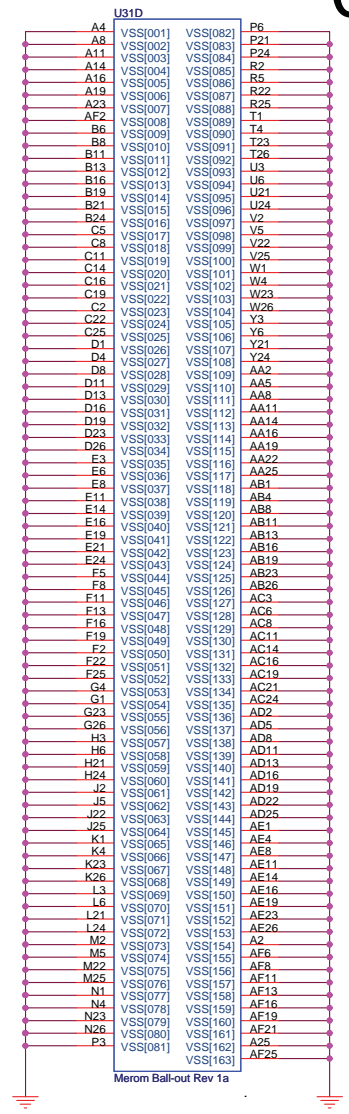 U31D
A4 VSS[001] VSS[082] P6
A8 VSS[002] VSS[083] P21
A11 VSS[003] VSS[084] P24
A14 VSS[004] VSS[085] R2
A16 VSS[005] VSS[086] R5
A19 VSS[006] VSS[087] R22
A23 VSS[007] VSS[088] R25
AF2 VSS[008] VSS[089] T1
B6 VSS[009] VSS[090] T4
B8 VSS[010] VSS[091] T23
B11 VSS[011] VSS[092] T26
B13 VSS[012] VSS[093] U3
B16 VSS[013] VSS[094] U6
B19 VSS[014] VSS[095] U21
B21 VSS[015] VSS[096] U24
B24 VSS[016] VSS[097] V2
C5 VSS[017] VSS[098] V5
C8 VSS[018] VSS[099] V22
C11 VSS[019] VSS[100] V25
C14 VSS[020] VSS[101] W1
C16 VSS[021] VSS[102] W4
C19 VSS[022] VSS[103] W23
C2 VSS[023] VSS[104] W26
C22 VSS[024] VSS[105] Y3
C25 VSS[025] VSS[106] Y6
D1 VSS[026] VSS[107] Y21
D4 VSS[027] VSS[108] Y24
D8 VSS[028] VSS[109] AA2
D11 VSS[029] VSS[110] AA5
D13 VSS[030] VSS[111] AA8
D16 VSS[031] VSS[112] AA11
D19 VSS[032] VSS[113] AA14
D23 VSS[033] VSS[114] AA16
D26 VSS[034] VSS[115] AA19
E3 VSS[035] VSS[116] AA22
E6 VSS[036] VSS[117] AA25
E8 VSS[037] VSS[118] AB1
E11 VSS[038] VSS[119] AB4
E14 VSS[039] VSS[120] AB8
E16 VSS[040] VSS[121] AB11
E19 VSS[041] VSS[122] AB13
E21 VSS[042] VSS[123] AB16
E24 VSS[043] VSS[124] AB19
F5 VSS[044] VSS[125] AB23
F8 VSS[045] VSS[126] AB26
F11 VSS[046] VSS[127] AC3
F13 VSS[047] VSS[128] AC6
F16 VSS[048] VSS[129] AC8
F19 VSS[049] VSS[130] AC11
F2 VSS[050] VSS[131] AC14
F22 VSS[051] VSS[132] AC16
F25 VSS[052] VSS[133] AC19
G4 VSS[053] VSS[134] AC21
G1 VSS[054] VSS[135] AC24
G23 VSS[055] VSS[136] AD2
G26 VSS[056] VSS[137] AD5
H3 VSS[057] VSS[138] AD8
H6 VSS[058] VSS[139] AD11
H21 VSS[059] VSS[140] AD13
H24 VSS[060] VSS[141] AD16
J2 VSS[061] VSS[142] AD19
J5 VSS[062] VSS[143] AD22
J22 VSS[063] VSS[144] AD25
J25 VSS[064] VSS[145] AE1
K1 VSS[065] VSS[146] AE4
K4 VSS[066] VSS[147] AE8
K23 VSS[067] VSS[148] AE11
K26 VSS[068] VSS[149] AE14
L3 VSS[069] VSS[150] AE16
L6 VSS[070] VSS[151] AE19
L21 VSS[071] VSS[152] AE23
L24 VSS[072] VSS[153] AE26
M2 VSS[073] VSS[154] A2
M5 VSS[074] VSS[155] AF6
M22 VSS[075] VSS[156] AF8
M25 VSS[076] VSS[157] AF11
N1 VSS[077] VSS[158] AF13
N4 VSS[078] VSS[159] AF16
N23 VSS[079] VSS[160] AF19
N26 VSS[080] VSS[161] AF21
P3 VSS[081] VSS[162] A25
VSS[163] AF25
Merom Ball-out Rev 1a